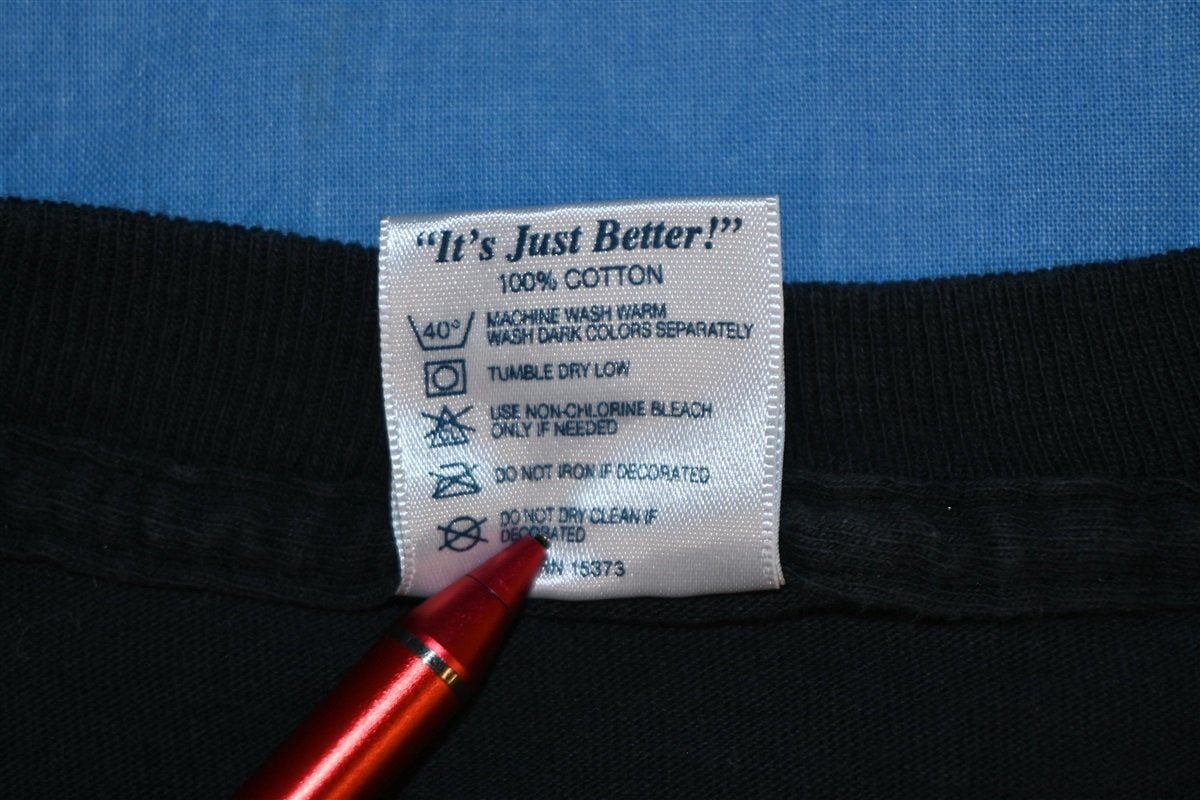 “It’s Just Better!”
100% COTTON
40° MACHINE WASH WARM
WASH DARK COLORS SEPARATELY
TUMBLE DRY LOW
USE NON-CHLORINE BLEACH
ONLY IF NEEDED
DO NOT IRON IF DECORATED
DO NOT DRY CLEAN IF
DECORATED
RN 15373